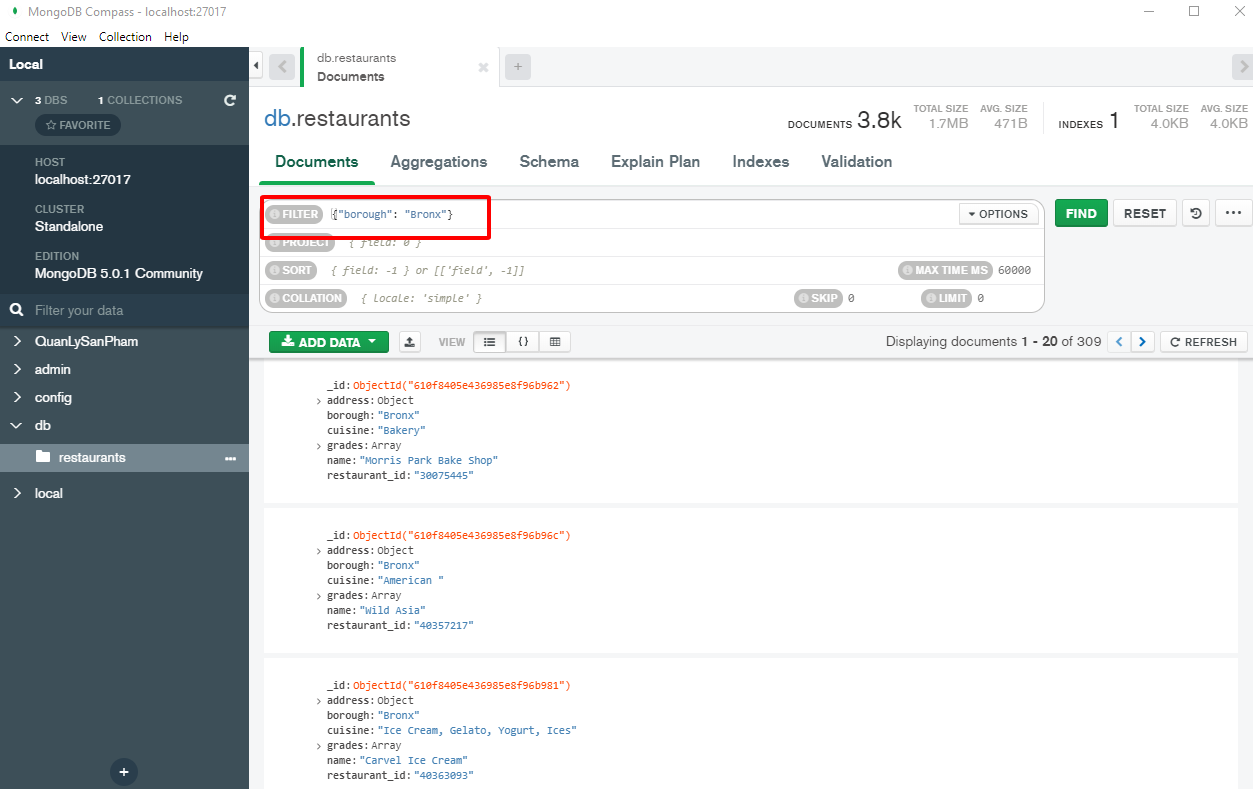 MongoDB Compass - localhost:27017
Connect View Collection Help
Local
3 DBS 1 COLLECTIONS
FAVORITE
HOST
localhost:27017
CLUSTER
Standalone
EDITION
MongoDB 5.0.1 Community
Filter your data
QuanLySanPham
admin
config
db
restaurants
local
db.restaurants
Documents
db.restaurants
DOCUMENTS 3.8k TOTAL SIZE 1.7MB AVG. SIZE 471B INDEXES 1 TOTAL SIZE 4.0KB AVG. SIZE 4.0KB
Documents Aggregations Schema Explain Plan Indexes Validation
FILTER {"borough": "Bronx"} OPTIONS FIND RESET
PROJECT { field: 0 }
SORT { field: -1 } or [['field', -1]] MAX TIME MS 60000
COLLATION { locale: 'simple' } SKIP 0 LIMIT 0
ADD DATA VIEW {} Displaying documents 1 - 20 of 309 REFRESH
_id: ObjectId("610f8405e436985e8f96b962")
address: Object
borough: "Bronx"
cuisine: "Bakery"
grades: Array
name: "Morris Park Bake Shop"
restaurant_id: "30075445"
_id: ObjectId("610f8405e436985e8f96b96c")
address: Object
borough: "Bronx"
cuisine: "American "
grades: Array
name: "Wild Asia"
restaurant_id: "40357217"
_id: ObjectId("610f8405e436985e8f96b981")
address: Object
borough: "Bronx"
cuisine: "Ice Cream, Gelato, Yogurt, Ices"
grades: Array
name: "Carvel Ice Cream"
restaurant_id: "40363093"